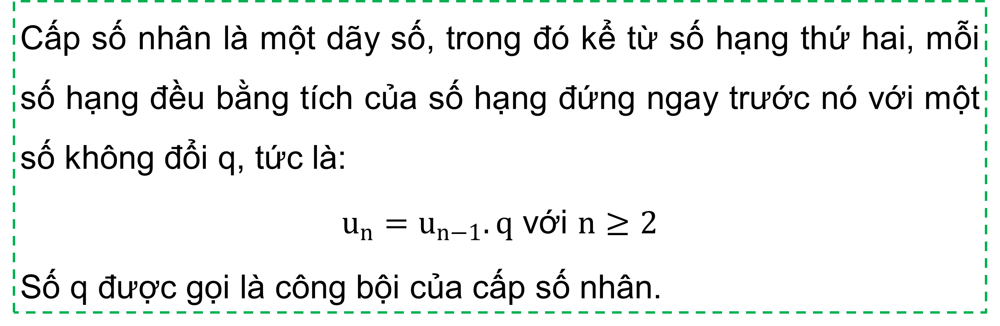 Cấp số nhân là một dãy số, trong đó kể từ số hạng thứ hai, mỗi
số hạng đều bằng tích của số hạng đứng ngay trước nó với một
số không đổi q, tức là:
uₙ = uₙ₋₁. q với n ≥ 2
Số q được gọi là công bội của cấp số nhân.